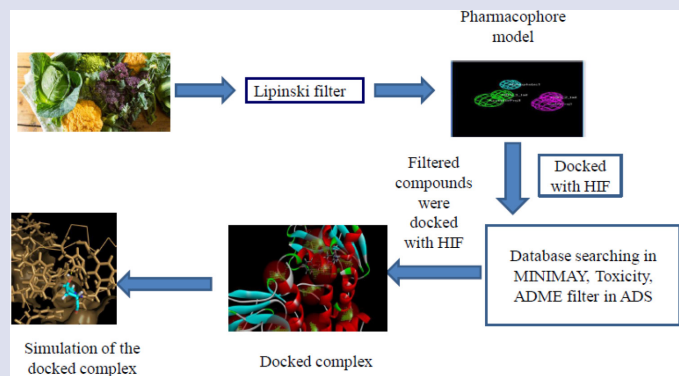 Pharmacophore
model
Lipinski filter
Filtered
compounds
were
docked
with HIF
Docked
with HIF
Database searching in
MINIMAY, Toxicity,
ADME filter in ADS
Simulation of the
docked complex
Docked complex